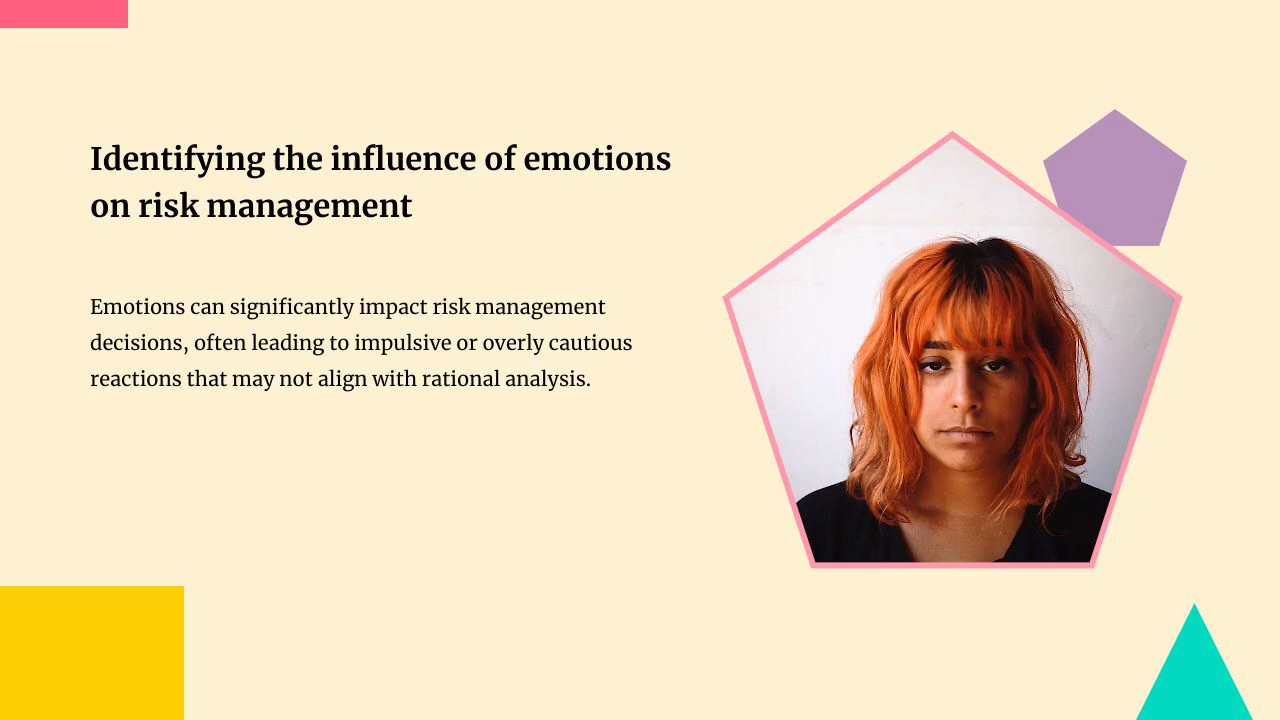 Identifying the influence of emotions
on risk management
Emotions can significantly impact risk management
decisions, often leading to impulsive or overly cautious
reactions that may not align with rational analysis.